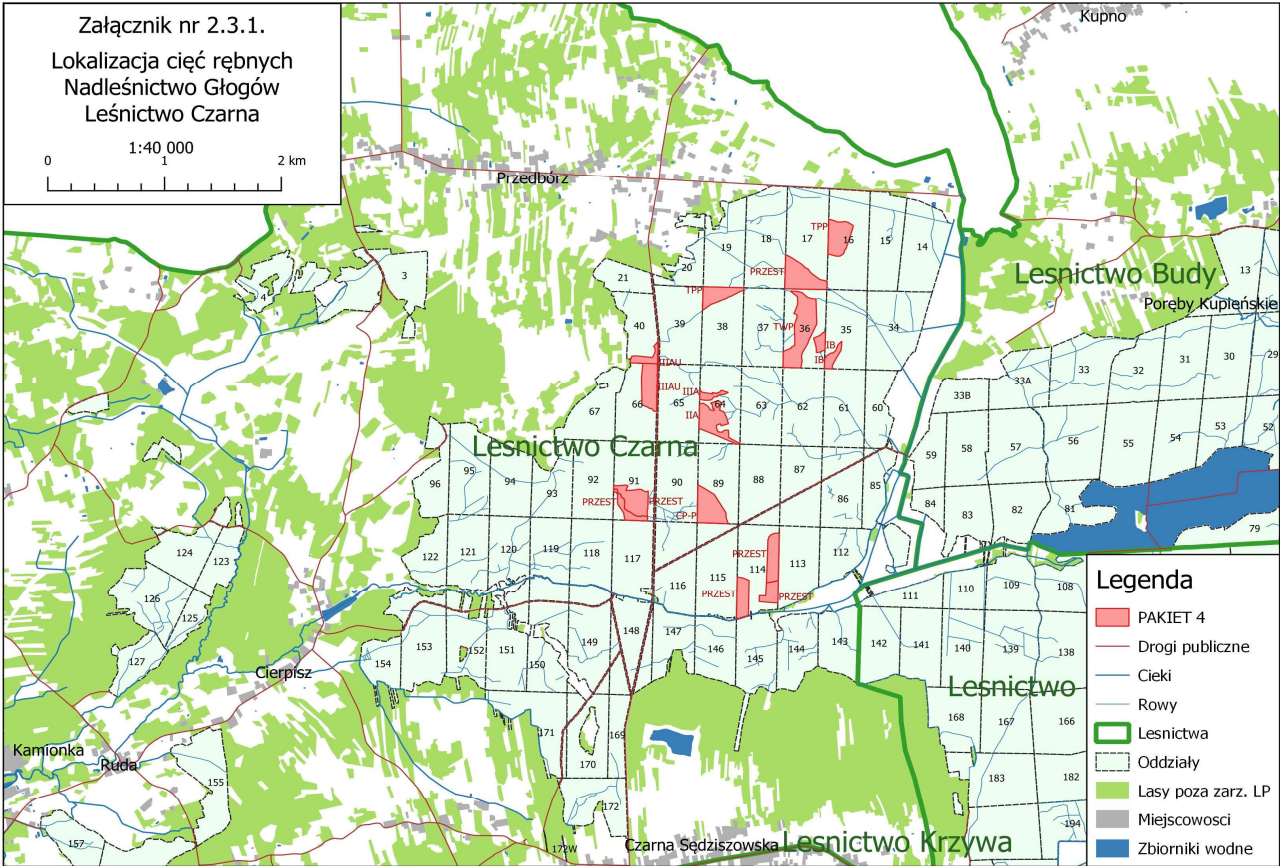 Załącznik nr 2.3.1.
Lokalizacja cięć rębnych
Nadleśnictwo Głogów
Leśnictwo Czarna
1:40 000
0 1 2 km
Kupno
Przedbórz
Lesnictwo Budy
Poręby Kupieńskie
Lesnictwo Czarna
Cierpisz
Kamionka
Ruda
Lesnictwo
Czarna Sędziszowska
Lesnictwo Krzywa
19 18 17 TPP 16 15 14
20 PRZEST
21 TPP
3
4
13
40 39 38 37 TWP 36 35 34
IB
IB
31 30 29
33A 33 32
33B
IIIAU
IIIAU IIIA
67 66 65 64 63 62 61 60
IIA
59 58 57 56 55 54 53 52
96 95 94 93 92 91 90 89 88 87 86 85
PRZEST PRZEST CP-P
84 83 82 81 79
124 123 122 121 120 119 118 117 116 115 114 113 112
PRZEST
PRZEST PRZEST
126 125 127
111 110 109 108
154 153 152 151 150 149 148 147 146 145 144 143 142 141 140 139 138
171 170 169 168 167 166
155 157 172 172W
183 182
194
Legenda
PAKIET 4
Drogi publiczne
Cieki
Rowy
Lesnictwa
Oddziały
Lasy poza zarz. LP
Miejscowosci
Zbiorniki wodne